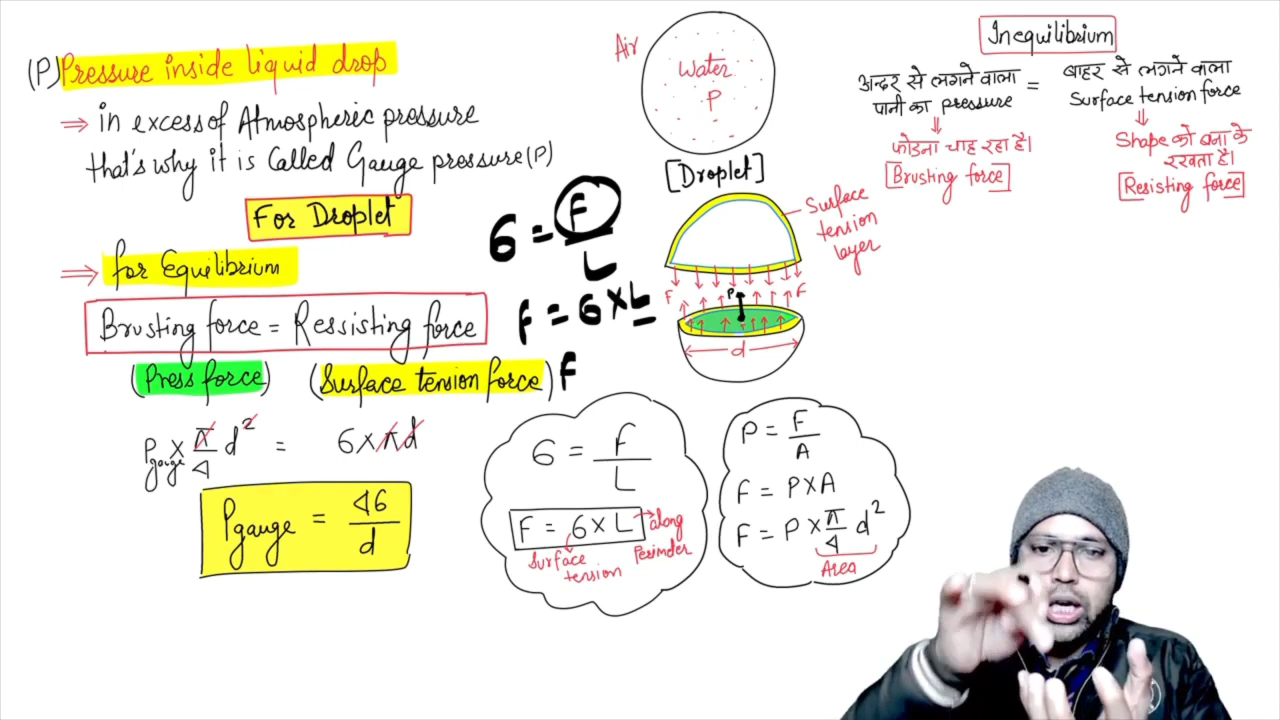 (P) Pressure inside liquid drop
⇒ in excess of Atmospheric pressure
that's why it is Called Gauge pressure (P)
For Droplet
⇒ for Equilibrium
Brusting force = Ressisting force
(Press force) (Surface tension force) F
P gauge × π/4 d² = 6 × πd
Pgauge = 46/d
6 = F/L
F = 6 × L
Air
Water
P
[Droplet]
Surface
tension
layer
F P F
d
6 = F/L
F = 6 × L along
Perimder
Surface
tension
P = F/A
F = P × A
F = P × π/4 d²
Area
Inequilibrium
अन्दर से लगने वाला = बाहर से लगने वाला
पानी का pressure Surface tension force
⇓ ⇓
फोडना चाह रहा है। Shape को बना के
रखता है।
[Brusting force] [Resisting force]